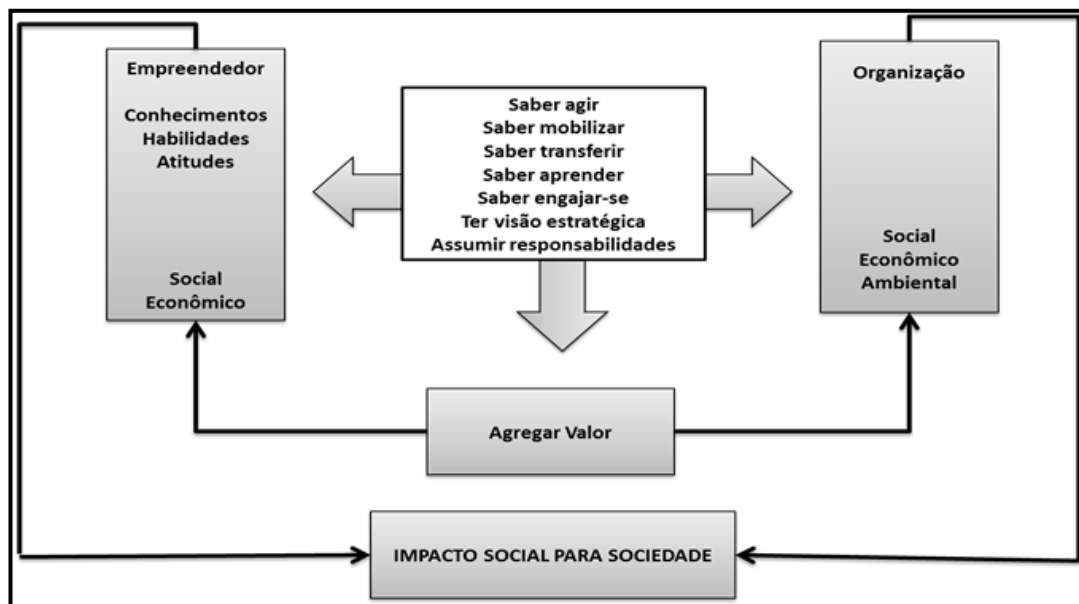 Empreendedor
Conhecimentos
Habilidades
Atitudes
Social
Econômico
Saber agir
Saber mobilizar
Saber transferir
Saber aprender
Saber engajar-se
Ter visão estratégica
Assumir responsabilidades
Organização
Social
Econômico
Ambiental
Agregar Valor
IMPACTO SOCIAL PARA SOCIEDADE